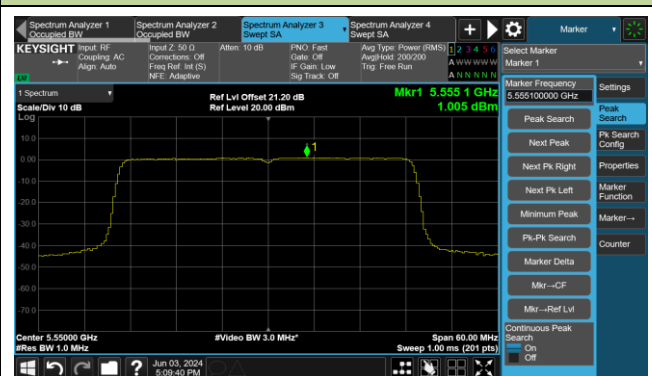 Spectrum Analyzer 1
Occupied BW
Spectrum Analyzer 2
Occupied BW
Spectrum Analyzer 3
Swept SA
Spectrum Analyzer 4
Swept SA
Marker
KEYSIGHT
Input: RF
Coupling: AC
Align: Auto
Input Z: 50 Ω
Corrections: Off
Freq Ref: Int (S)
NFE: Adaptive
Atten: 10 dB
PNO: Fast
Gate: Off
IF Gain: Low
Sig Track: Off
Avg Type: Power (RMS)
Avg|Hold: 200/200
Trig: Free Run
1 2 3 4 5 6
A W W W W W
A N N N N N
LXI
1 Spectrum
Scale/Div 10 dB
Log
Ref Lvl Offset 21.20 dB
Ref Level 20.00 dBm
Mkr1 5.555 1 GHz
1.005 dBm
10.0
0.00
-10.0
-20.0
-30.0
-40.0
-50.0
-60.0
-70.0
1
Center 5.55000 GHz
#Res BW 1.0 MHz
#Video BW 3.0 MHz*
Span 60.00 MHz
Sweep 1.00 ms (201 pts)
Select Marker
Marker 1
Marker Frequency
5.555100000 GHz
Peak Search
Next Peak
Next Pk Right
Next Pk Left
Minimum Peak
Pk-Pk Search
Marker Delta
Mkr→CF
Mkr→Ref Lvl
Continuous Peak
Search
On
Off
Settings
Peak
Search
Pk Search
Config
Properties
Marker
Function
Marker→
Counter
Jun 03, 2024
5:09:40 PM